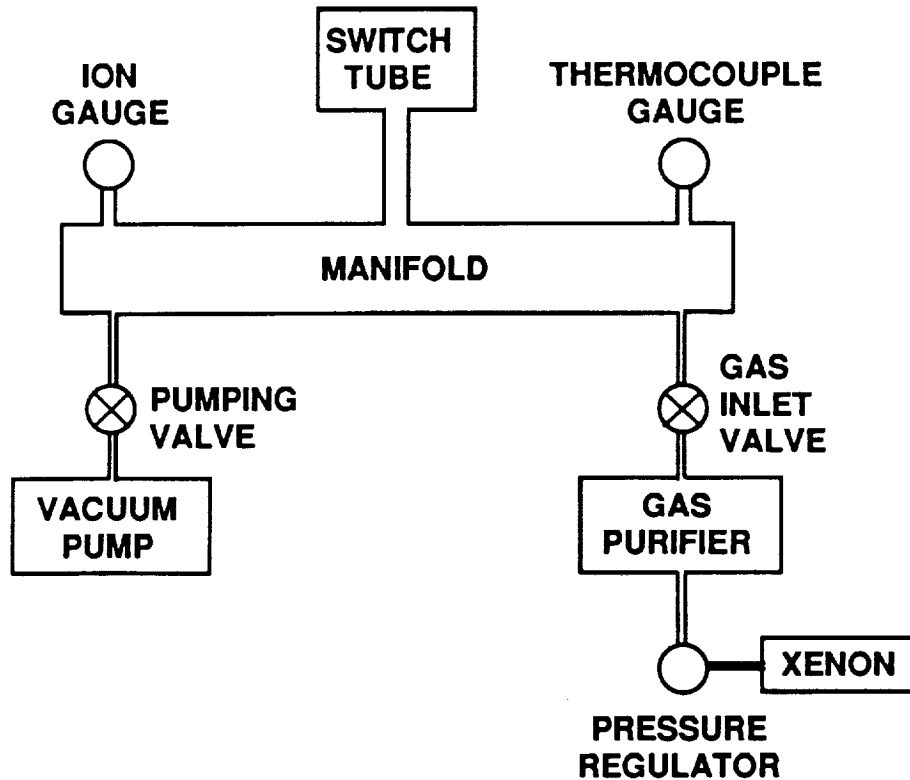 SWITCH
TUBE
ION
GAUGE
THERMOCOUPLE
GAUGE
MANIFOLD
PUMPING
VALVE
GAS
INLET
VALVE
VACUUM
PUMP
GAS
PURIFIER
XENON
PRESSURE
REGULATOR